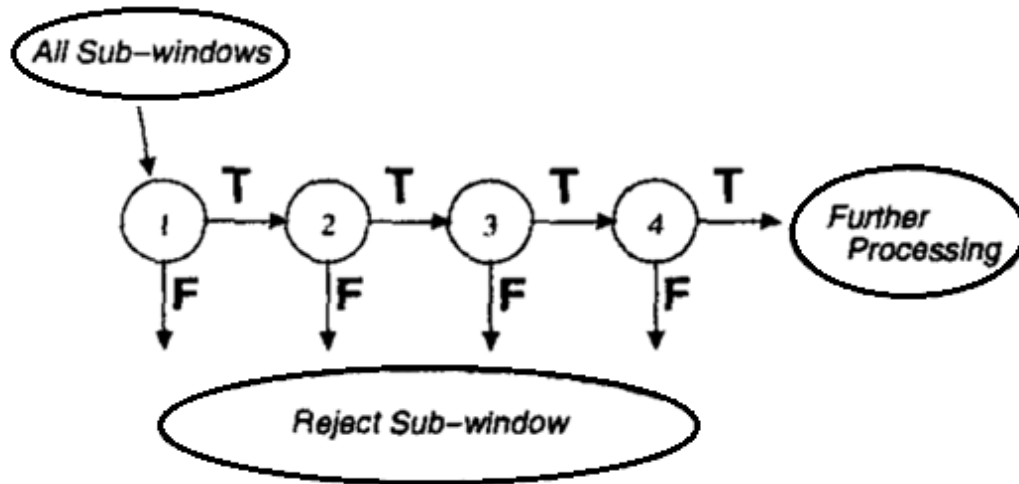 All Sub-windows
T T T T
1 2 3 4
Further
Processing
F F F F
Reject Sub-window